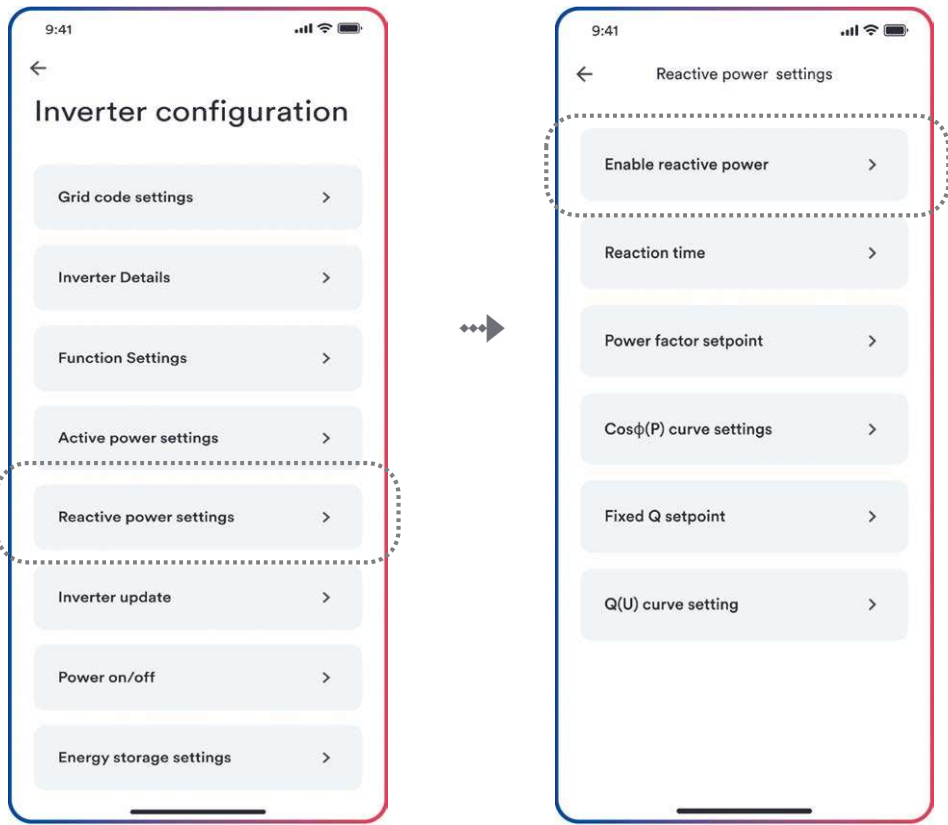 9:41
Inverter configuration
Grid code settings
Inverter Details
Function Settings
Active power settings
Reactive power settings
Inverter update
Power on/off
Energy storage settings
9:41
Reactive power settings
Enable reactive power
Reaction time
Power factor setpoint
Cosϕ(P) curve settings
Fixed Q setpoint
Q(U) curve setting